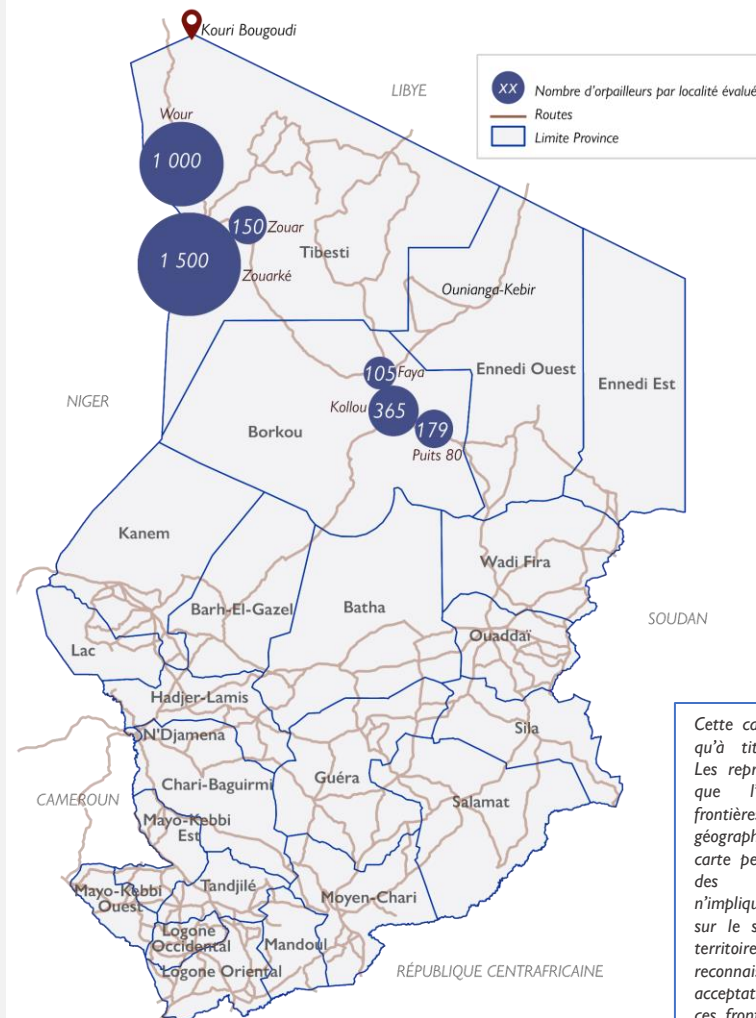 Kouri Bougoudi
LIBYE
xx Nombre d'orpailleurs par localité évalué
Routes
Limite Province
Wour
1 000
150 Zouar
Tibesti
1 500
Zouarké
Ounianga-Kebir
105 Faya
Ennedi Ouest
Ennedi Est
NIGER
Kollou 365
179
Borkou
Puits 80
Kanem
Wadi Fira
Barh-El-Gazel
Batha
SOUDAN
Ouaddaï
Lac
Hadjer-Lamis
N'Djamena
Sila
Chari-Baguirmi
Guéra
Salamat
CAMEROUN
Mayo-Kebbi
Est
Mayo-Kebbi
Ouest
Tandjilé
Moyen-Chari
Logone
Occidental
Mandoul
Logone Oriental
RÉPUBLIQUE CENTRAFRICAINE
Cette ca
qu'à tit
Les repr
que l'
frontières
géograph
carte pe
des
n'impliqu
sur le s
territoire
reconnais
acceptat
ces front